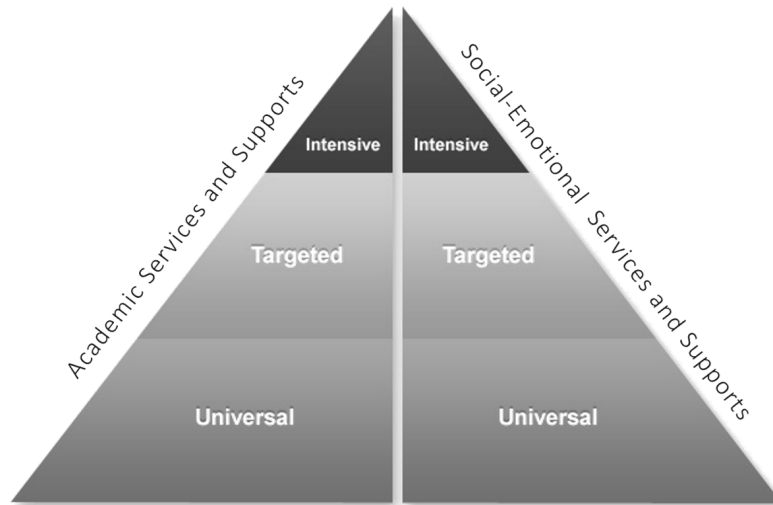 Academic Services and Supports
Social-Emotional Services and Supports
Intensive
Intensive
Targeted
Targeted
Universal
Universal